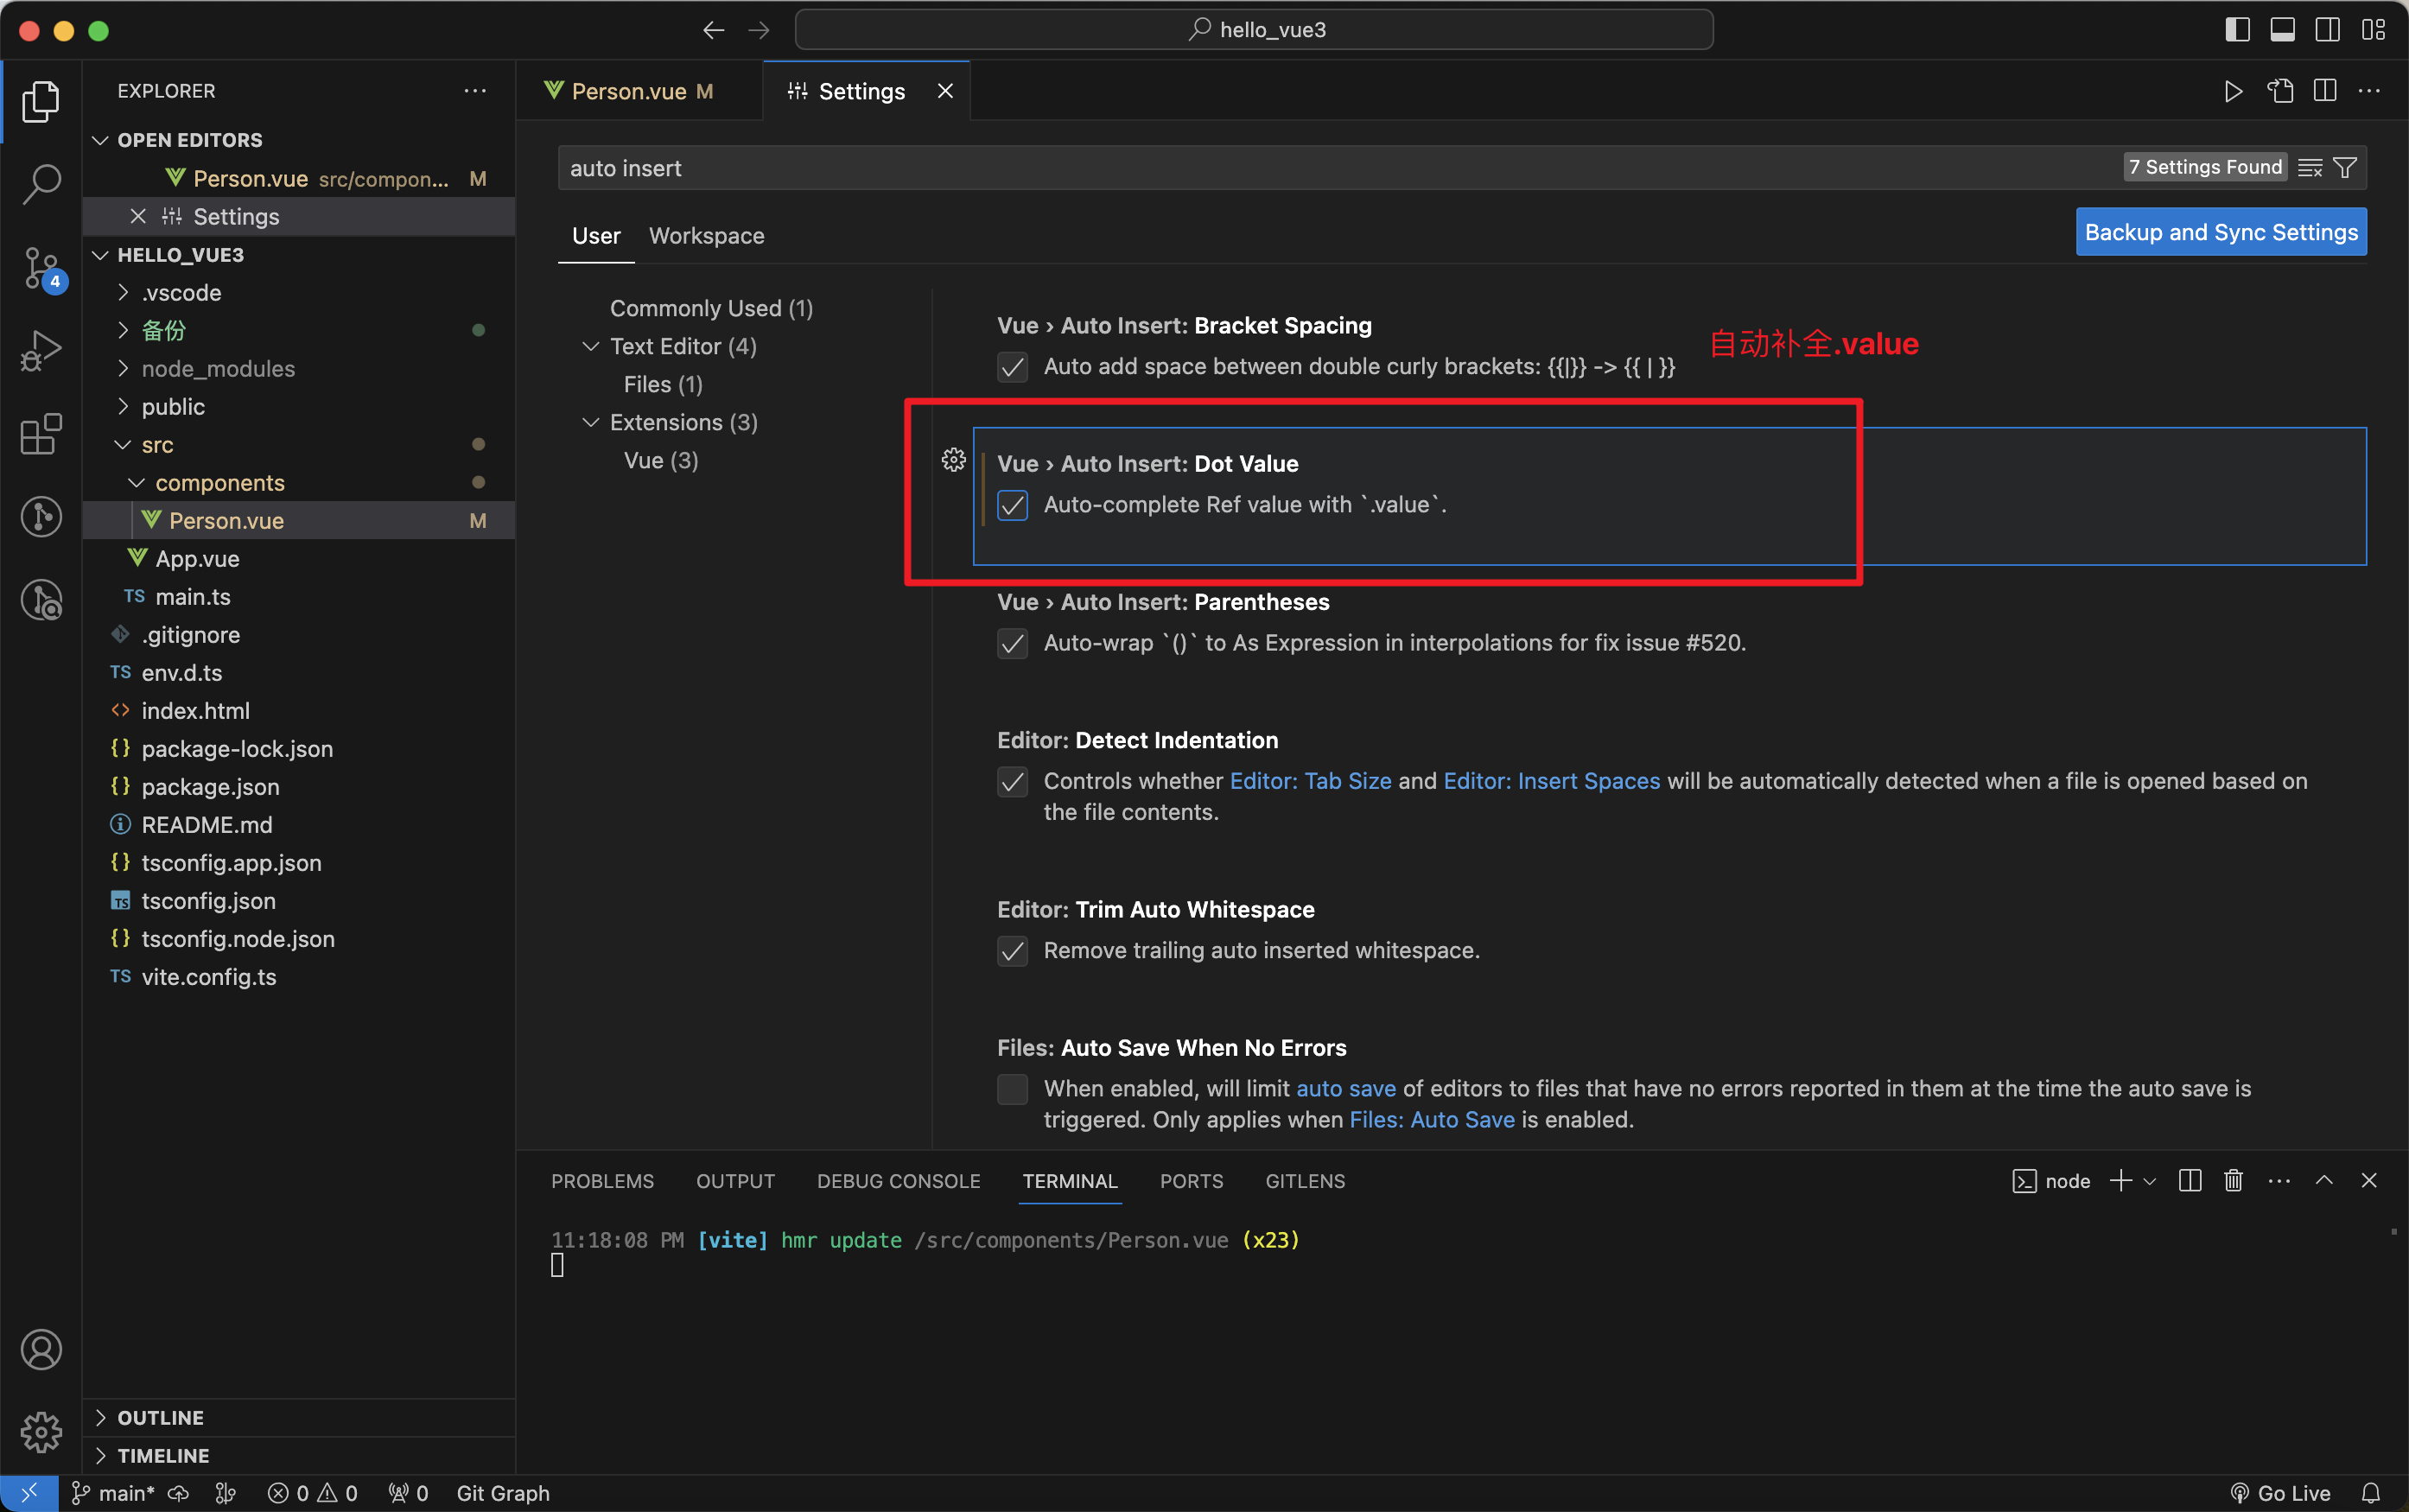 hello_vue3
EXPLORER
OPEN EDITORS
Person.vue src/compon... M
Settings
HELLO_VUE3
.vscode
备份
node_modules
public
src
components
Person.vue M
App.vue
TS main.ts
.gitignore
TS env.d.ts
index.html
package-lock.json
package.json
README.md
tsconfig.app.json
TS tsconfig.json
tsconfig.node.json
TS vite.config.ts
OUTLINE
TIMELINE
4
Person.vue M
Settings
auto insert
7 Settings Found
User
Workspace
Backup and Sync Settings
Commonly Used (1)
Text Editor (4)
Files (1)
Extensions (3)
Vue (3)
Vue › Auto Insert: Bracket Spacing
Auto add space between double curly brackets: {{|}} -> {{ | }}
自动补全.value
Vue › Auto Insert: Dot Value
Auto-complete Ref value with `.value`.
Vue › Auto Insert: Parentheses
Auto-wrap `()` to As Expression in interpolations for fix issue #520.
Editor: Detect Indentation
Controls whether Editor: Tab Size and Editor: Insert Spaces will be automatically detected when a file is opened based on
the file contents.
Editor: Trim Auto Whitespace
Remove trailing auto inserted whitespace.
Files: Auto Save When No Errors
When enabled, will limit auto save of editors to files that have no errors reported in them at the time the auto save is
triggered. Only applies when Files: Auto Save is enabled.
PROBLEMS OUTPUT DEBUG CONSOLE TERMINAL PORTS GITLENS
node
11:18:08 PM [vite] hmr update /src/components/Person.vue (x23)
main* 0 0 0 Git Graph
Go Live